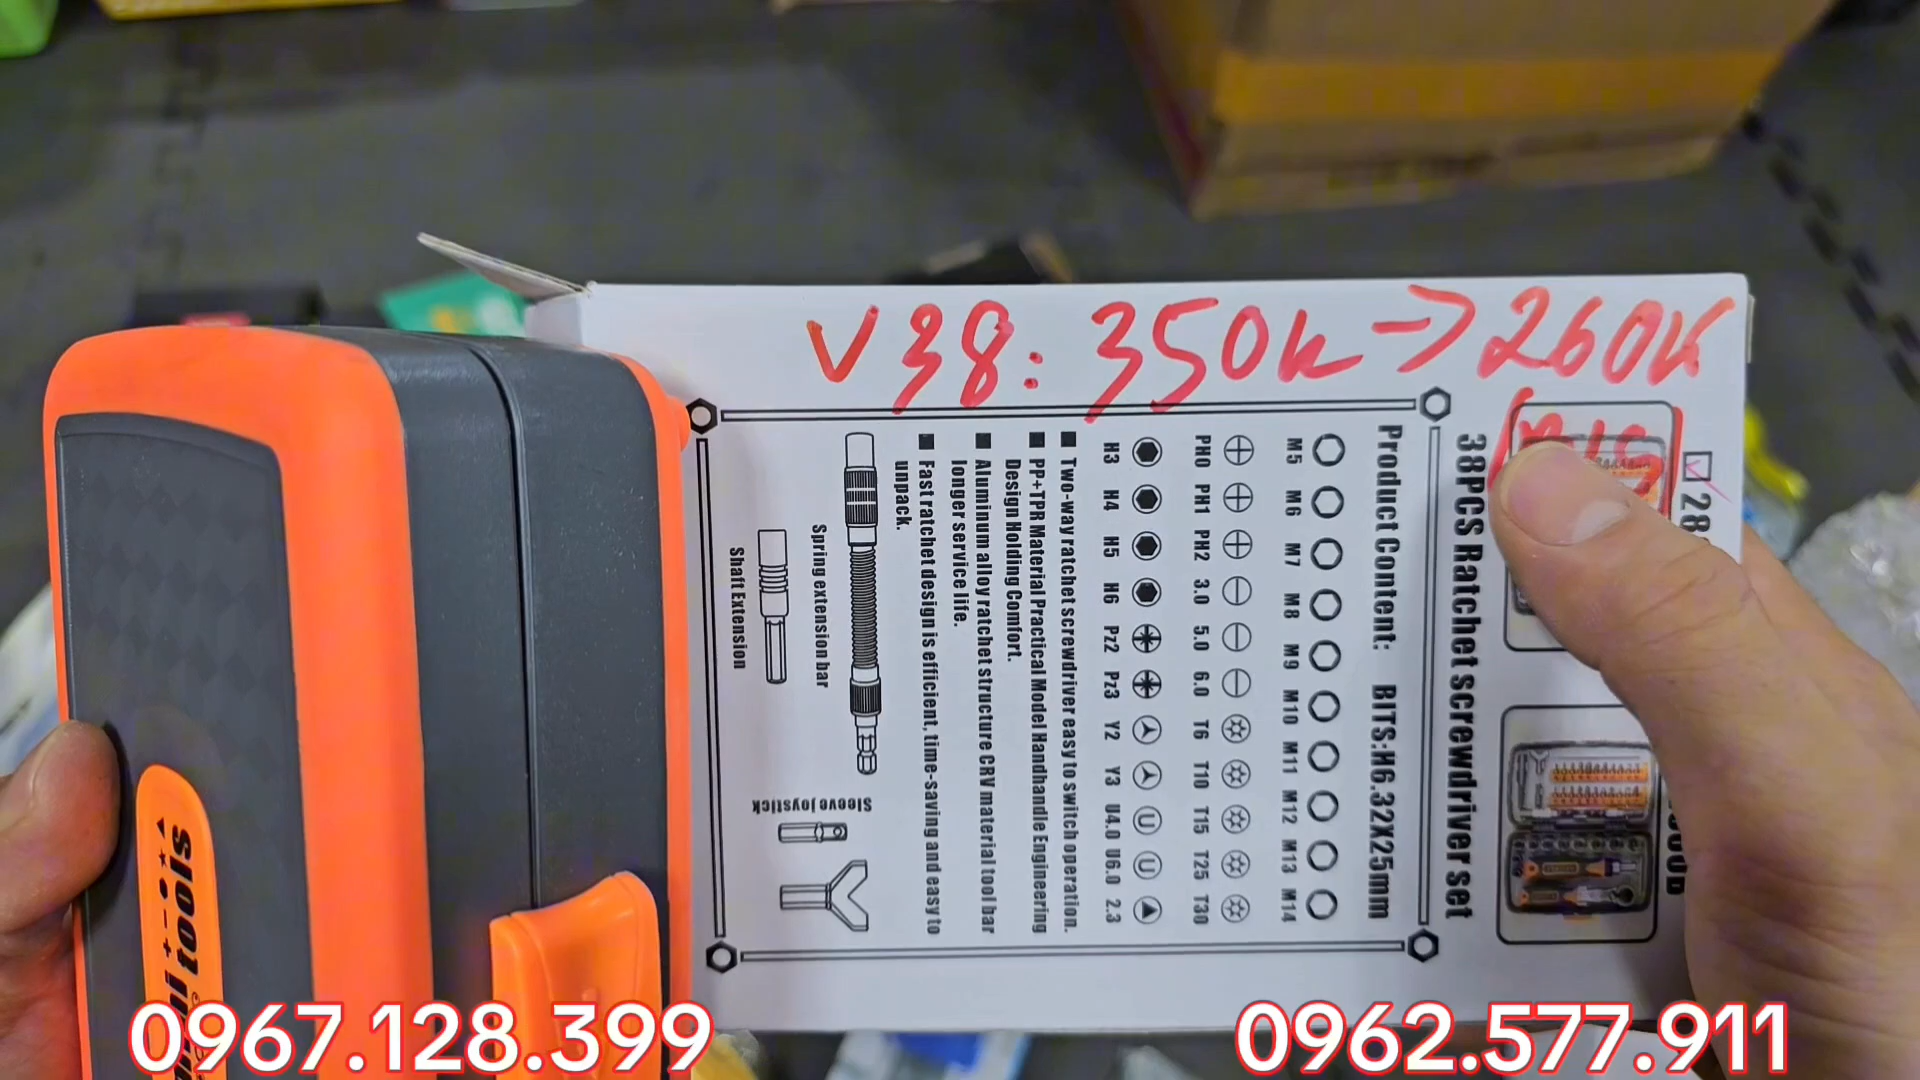 V38: 350k → 260k
28
38PCS Ratchet screwdriver set
Product Content: BITS:H6.32X25mm
M5 M6 M7 M8 M9 M10 M11 M12 M13 M14
PH0 PH1 PH2 3.0 5.0 6.0 T6 T10 T15 T25 T30
H3 H4 H5 H6 Pz2 Pz3 Y2 Y3 U4.0 U6.0 2.3
■ Two-way ratchet screwdriver easy to switch operation.
■ PP+TPR Material Practical Model Handhandle Engineering
Design Holding Comfort.
■ Aluminum alloy ratchet structure CRV material tool bar
longer service life.
■ Fast ratchet design is efficient, time-saving and easy to
unpack.
Spring extension bar
Shaft Extension
Sleeve joystick
tools
0967.128.399
0962.577.911